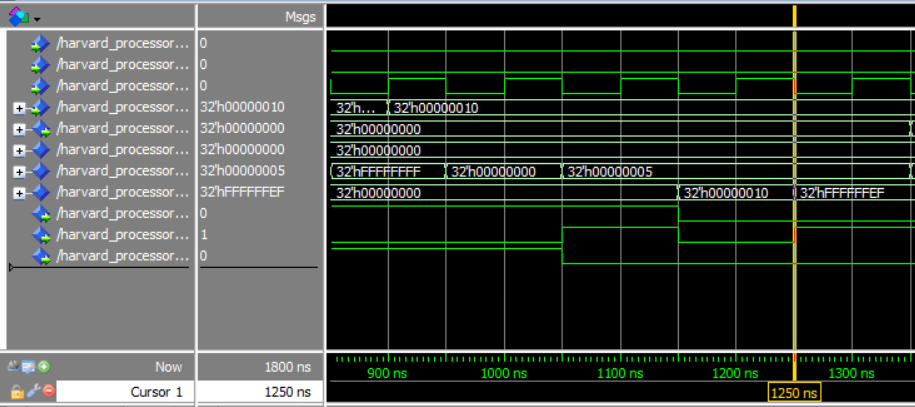 Msgs
/harvard_processor... 0
/harvard_processor... 0
/harvard_processor... 0
/harvard_processor... 32'h00000010 32'h... 32'h00000010
/harvard_processor... 32'h00000000 32'h00000000
/harvard_processor... 32'h00000000 32'h00000000
/harvard_processor... 32'h00000005 32'hFFFFFFFF 32'h00000000 32'h00000005
/harvard_processor... 32'hFFFFFFEF 32'h00000000 32'h00000010 32'hFFFFFFEF
/harvard_processor... 0
/harvard_processor... 1
/harvard_processor... 0
Now 1800 ns 900 ns 1000 ns 1100 ns 1200 ns 1300 ns
Cursor 1 1250 ns 1250 ns